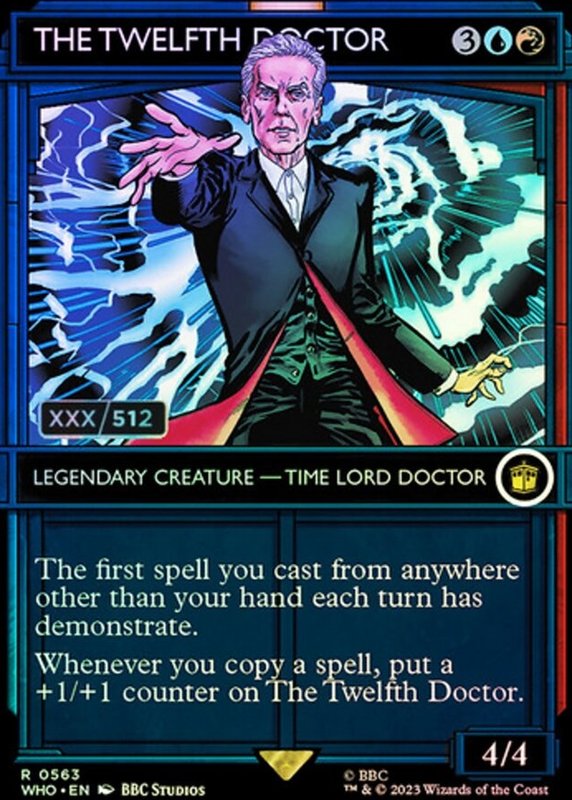 THE TWELFTH DOCTOR 3
XXX/512
LEGENDARY CREATURE — TIME LORD DOCTOR
The first spell you cast from anywhere
other than your hand each turn has
demonstrate.
Whenever you copy a spell, put a
+1/+1 counter on The Twelfth Doctor.
4/4
R 0563
WHO • EN BBC STUDIOS
© BBC
™ & © 2023 Wizards of the Coast